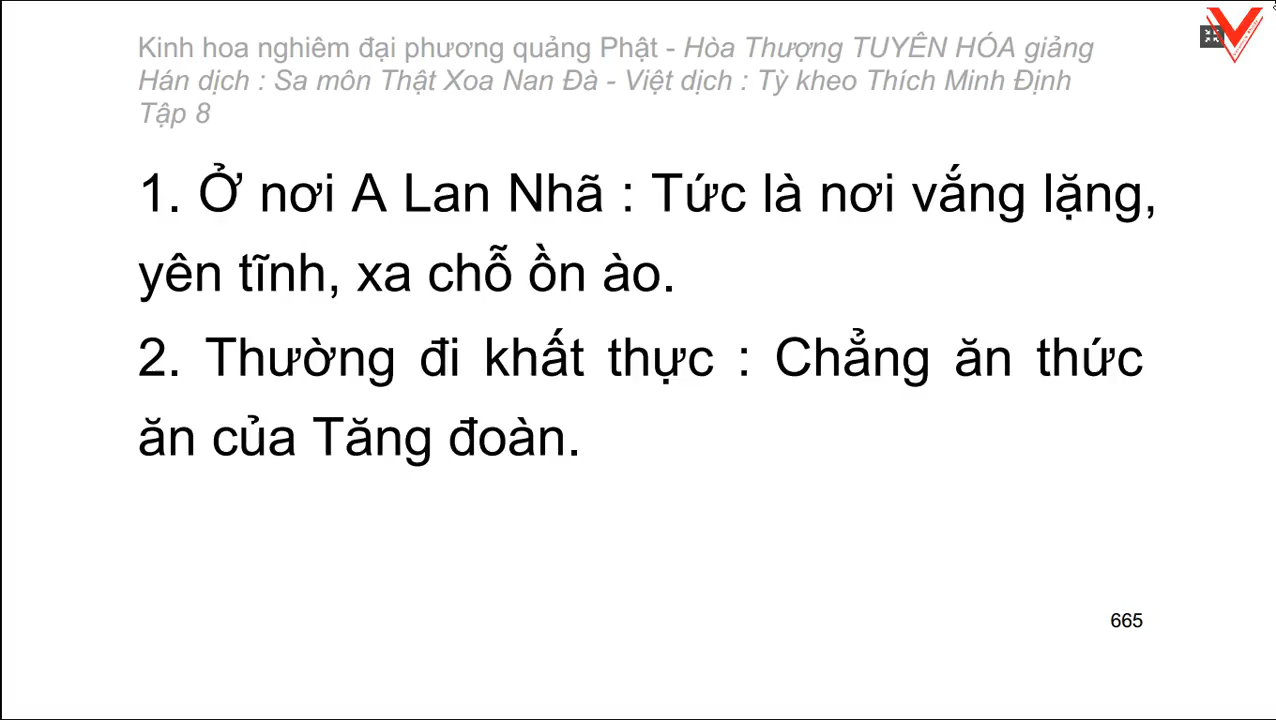 Kinh hoa nghiêm đại phương quảng Phật - Hòa Thượng TUYÊN HÓA giảng
Hán dịch : Sa môn Thật Xoa Nan Đà - Việt dịch : Tỳ kheo Thích Minh Định
Tập 8
1. Ở nơi A Lan Nhã : Tức là nơi vắng lặng,
yên tĩnh, xa chỗ ồn ào.
2. Thường đi khất thực : Chẳng ăn thức
ăn của Tăng đoàn.
665